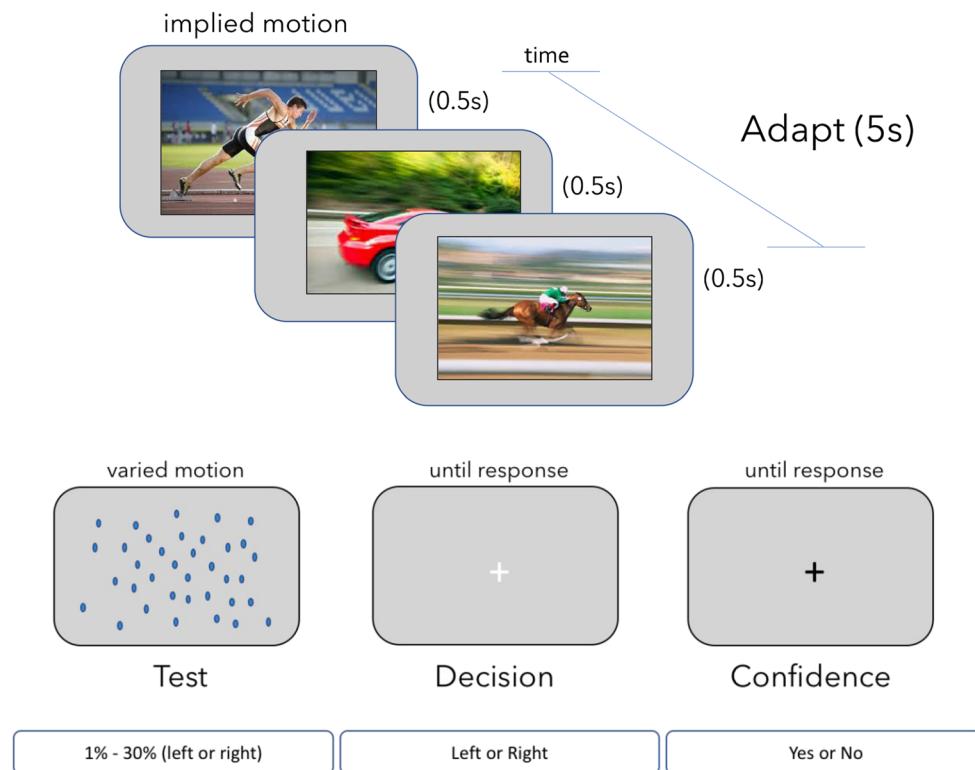 implied motion
time
(0.5s)
Adapt (5s)
(0.5s)
(0.5s)
varied motion
until response
until response
+
+
Test
Decision
Confidence
1% - 30% (left or right)
Left or Right
Yes or No